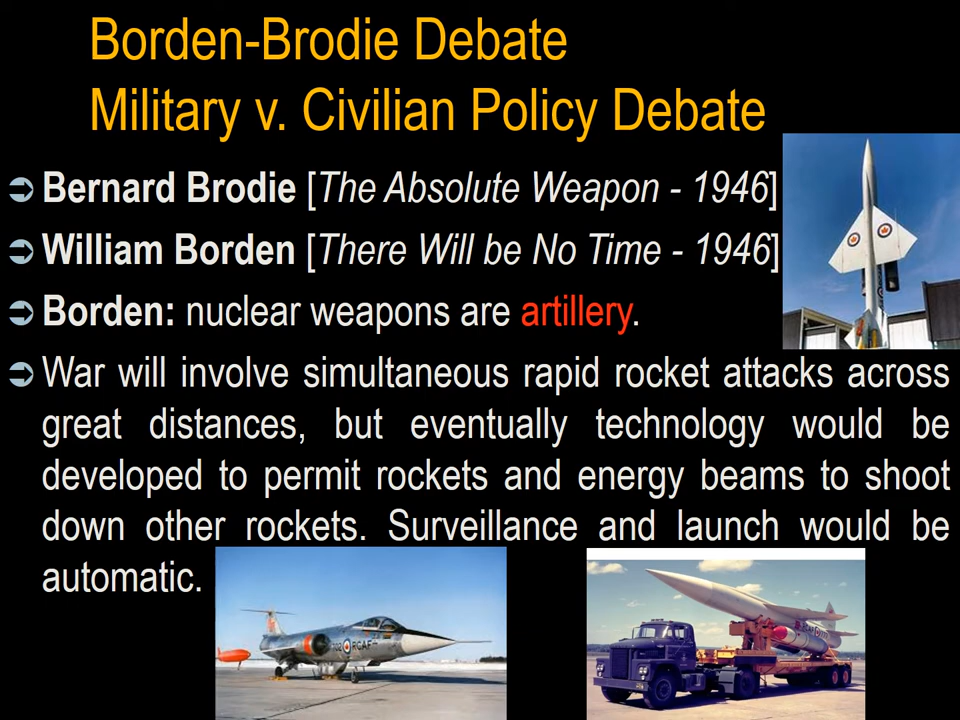 Borden-Brodie Debate
Military v. Civilian Policy Debate
Bernard Brodie [The Absolute Weapon - 1946]
William Borden [There Will be No Time - 1946]
Borden: nuclear weapons are artillery.
War will involve simultaneous rapid rocket attacks across
great distances, but eventually technology would be
developed to permit rockets and energy beams to shoot
down other rockets. Surveillance and launch would be
automatic.
RCAF